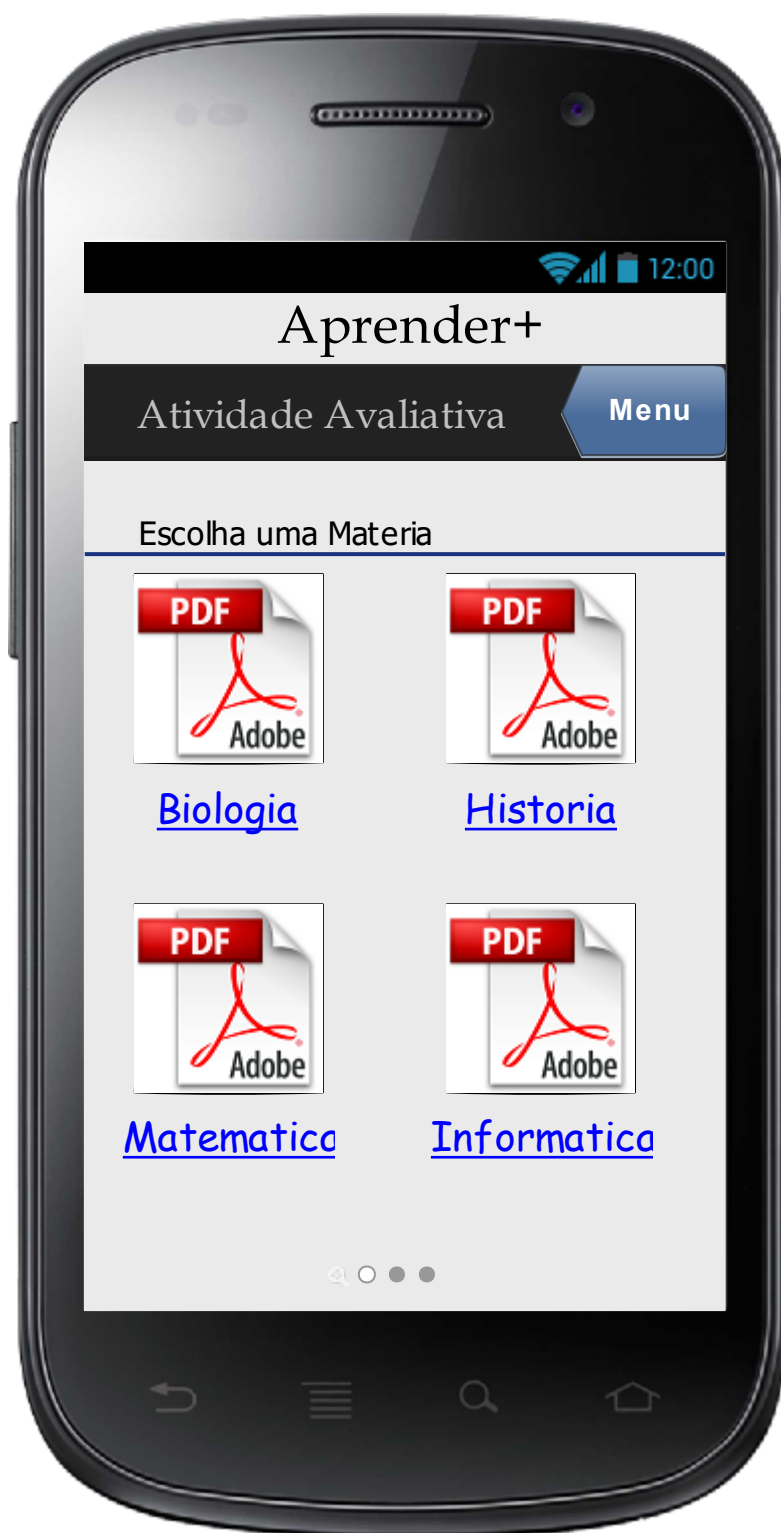 12:00
Aprender+
Atividade Avaliativa
Menu
Escolha uma Materia
PDF PDF
Adobe Adobe
Biologia Historia
PDF PDF
Adobe Adobe
Matematica Informatica